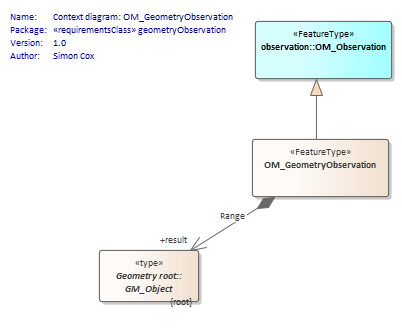 Name: Context diagram: OM_GeometryObservation
Package: «requirementsClass» geometryObservation
Version: 1.0
Author: Simon Cox
«FeatureType»
observation::OM_Observation
«FeatureType»
OM_GeometryObservation
Range
+result
«type»
Geometry root::
GM_Object
{root}